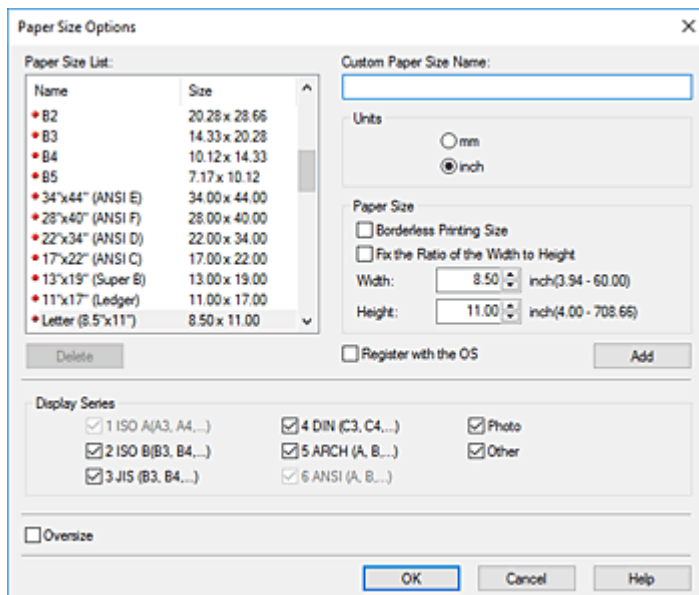 Paper Size Options
Paper Size List:
Name Size
B2 20.28 x 28.66
B3 14.33 x 20.28
B4 10.12 x 14.33
B5 7.17 x 10.12
34"x44" (ANSI E) 34.00 x 44.00
28"x40" (ANSI F) 28.00 x 40.00
22"x34" (ANSI D) 22.00 x 34.00
17"x22" (ANSI C) 17.00 x 22.00
13"x19" (Super B) 13.00 x 19.00
11"x17" (Ledger) 11.00 x 17.00
Letter (8.5"x11") 8.50 x 11.00
Delete
Custom Paper Size Name:
Units
mm
inch
Paper Size
Borderless Printing Size
Fix the Ratio of the Width to Height
Width: 8.50 inch(3.94 - 60.00)
Height: 11.00 inch(4.00 - 708.66)
Register with the OS Add
Display Series
1 ISO A(A3, A4,...) 4 DIN (C3, C4,...) Photo
2 ISO B(B3, B4,...) 5 ARCH (A, B,...) Other
3 JIS (B3, B4,...) 6 ANSI (A, B,...)
Oversize
OK Cancel Help